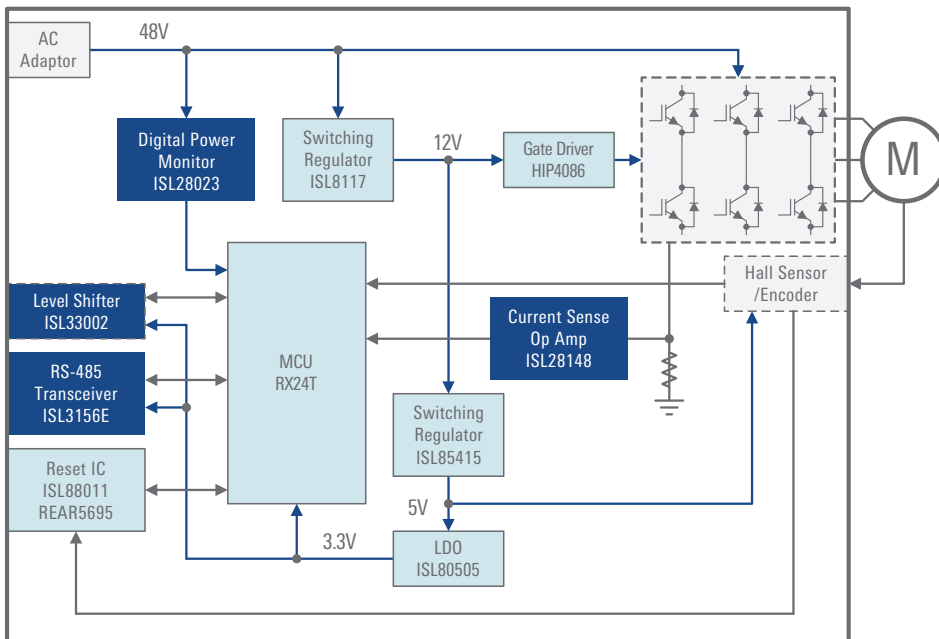 AC
Adaptor
48V
Digital Power
Monitor
ISL28023
Switching
Regulator
ISL8117
12V
Gate Driver
HIP4086
M
Level Shifter
ISL33002
RS-485
Transceiver
ISL3156E
Reset IC
ISL88011
REAR5695
MCU
RX24T
Current Sense
Op Amp
ISL28148
Hall Sensor
/Encoder
Switching
Regulator
ISL85415
5V
3.3V
LDO
ISL80505